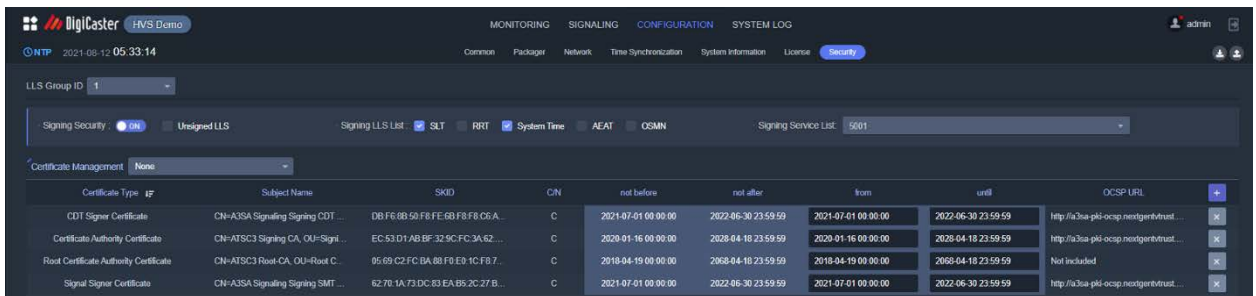 DigiCaster HVS Demo MONITORING SIGNALING CONFIGURATION SYSTEM LOG admin
NTP 2021-08-12 05:33:14 Common Packager Network Time Synchronization System Information License Security
LLS Group ID 1
Signing Security : ON Unsigned LLS Signing LLS List : SLT RRT System Time AEAT OSMN Signing Service List: 5001
Certificate Management None
Certificate Type Subject Name SKID C/N not before not after from until OCSP URL +
CDT Signer Certificate CN=A3SA Signaling Signing CDT ... DB:F6:8B:50:F8:FE:6B:F8:F8:C6:A... C 2021-07-01 00:00:00 2022-06-30 23:59:59 2021-07-01 00:00:00 2022-06-30 23:59:59 http://a3sa-pki-ocsp.nextgentvtrust.... ×
Certificate Authority Certificate CN=ATSC3 Signing CA, OU=Signi... EC:53:D1:AB:BF:32:9C:FC:3A:62:... C 2020-01-16 00:00:00 2028-04-18 23:59:59 2020-01-16 00:00:00 2028-04-18 23:59:59 http://a3sa-pki-ocsp.nextgentvtrust.... ×
Root Certificate Authority Certificate CN=ATSC3 Root-CA, OU=Root C... 05:69:C2:FC:BA:88:F0:E0:1C:F8:7... C 2018-04-19 00:00:00 2068-04-18 23:59:59 2018-04-19 00:00:00 2068-04-18 23:59:59 Not included ×
Signal Signer Certificate CN=A3SA Signaling Signing SMT ... 62:70:1A:73:DC:83:EA:B5:2C:27:B... C 2021-07-01 00:00:00 2022-06-30 23:59:59 2021-07-01 00:00:00 2022-06-30 23:59:59 http://a3sa-pki-ocsp.nextgentvtrust.... ×